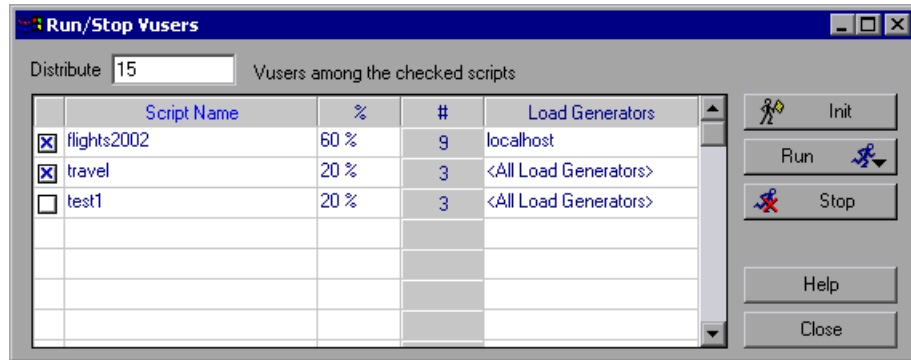 Run/Stop Vusers
Distribute 15 Vusers among the checked scripts
Script Name % # Load Generators
flights2002 60 % 9 localhost
travel 20 % 3 <All Load Generators>
test1 20 % 3 <All Load Generators>
Init
Run
Stop
Help
Close